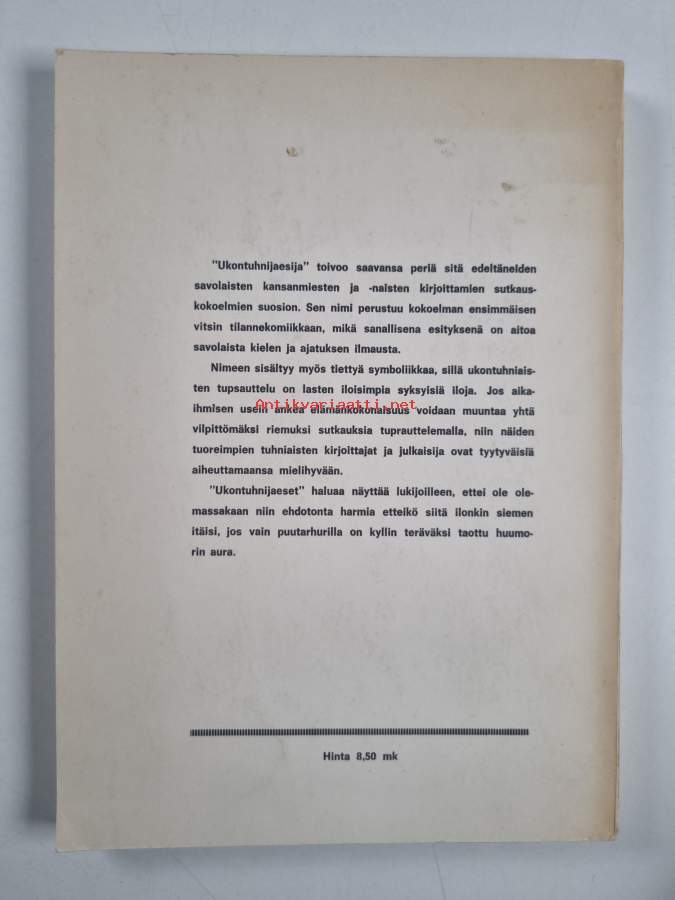 "Ukontuhnijaesija" toivoo saavansa periä sitä edeltäneiden
savolaisten kansanmiesten ja -naisten kirjoittamien sutkaus-
kokoelmien suosion. Sen nimi perustuu kokoelman ensimmäisen
vitsin tilannekomiikkaan, mikä sanallisena esityksenä on aitoa
savolaista kielen ja ajatuksen ilmausta.
Nimeen sisältyy myös tiettyä symboliikkaa, sillä ukontuhniais-
ten tupsauttelu on lasten iloisimpia syksyisiä iloja. Jos aika-
Antikvariaatti.net
ihmisen usein ankea elämänkokonaisuus voidaan muuntaa yhtä
vilpittömäksi riemuksi sutkauksia tuprauttelemalla, niin näiden
tuoreimpien tuhniaisten kirjoittajat ja julkaisija ovat tyytyväisiä
aiheuttamaansa mielihyvään.
"Ukontuhnijaeset" haluaa näyttää lukijoilleen, ettei ole ole-
massakaan niin ehdotonta harmia etteikö siitä ilonkin siemen
itäisi, jos vain puutarhurilla on kyllin teräväksi taottu huumo-
rin aura.
Hinta 8,50 mk